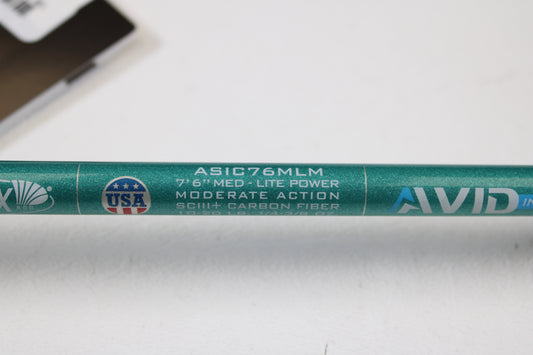 USA
ASIC76MLM
7'6" MED - LITE POWER
MODERATE ACTION
SCIII+ CARBON FIBER
AVID